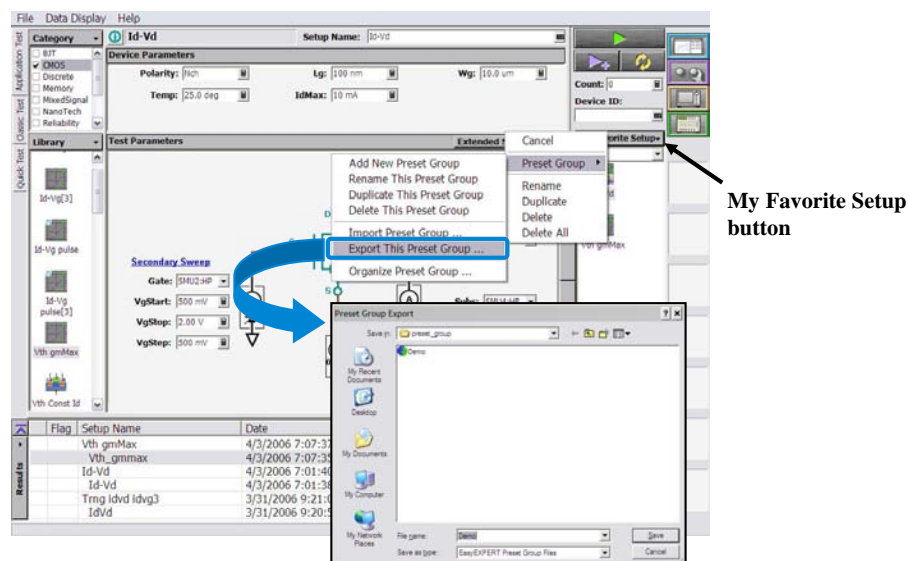 File Data Display Help
Category
BJT
CMOS
Discrete
Memory
MixedSignal
NanoTech
Reliability
Application Test
Classic Test
Quick Test
Id-Vd
Setup Name: Id-Vd
Device Parameters
Polarity: Nch
Lg: 100 nm
Wg: 10.0 um
Temp: 25.0 deg
IdMax: 10 mA
Count: 0
Device ID:
Library
Id-Vg[3]
Id-Vg pulse
Id-Vg pulse[3]
Vth gmMax
Vth Const Id
Test Parameters
Extended
orite Setup
Cancel
Preset Group
Rename
Duplicate
Delete
Delete All
Add New Preset Group
Rename This Preset Group
Duplicate This Preset Group
Delete This Preset Group
Import Preset Group ...
Export This Preset Group ...
Organize Preset Group ...
Vth gmMax
My Favorite Setup
button
Secondary Sweep
Gate: SMU2:HP
VgStart: 500 mV
VgStop: 2.00 V
VgStep: 500 mV
D
S
A
Subs: SMU4:HP
Preset Group Export
Save in: preset_group
Demo
My Recent Documents
Desktop
My Documents
My Computer
My Network Places
File name: Demo
Save
Save as type: EasyEXPERT Preset Group Files
Cancel
Results
Flag Setup Name Date
Vth gmMax 4/3/2006 7:07:37
Vth_gmmax 4/3/2006 7:07:35
Id-Vd 4/3/2006 7:01:40
Id-Vd 4/3/2006 7:01:38
Trng idvd idvg3 3/31/2006 9:21:0
IdVd 3/31/2006 9:20:5